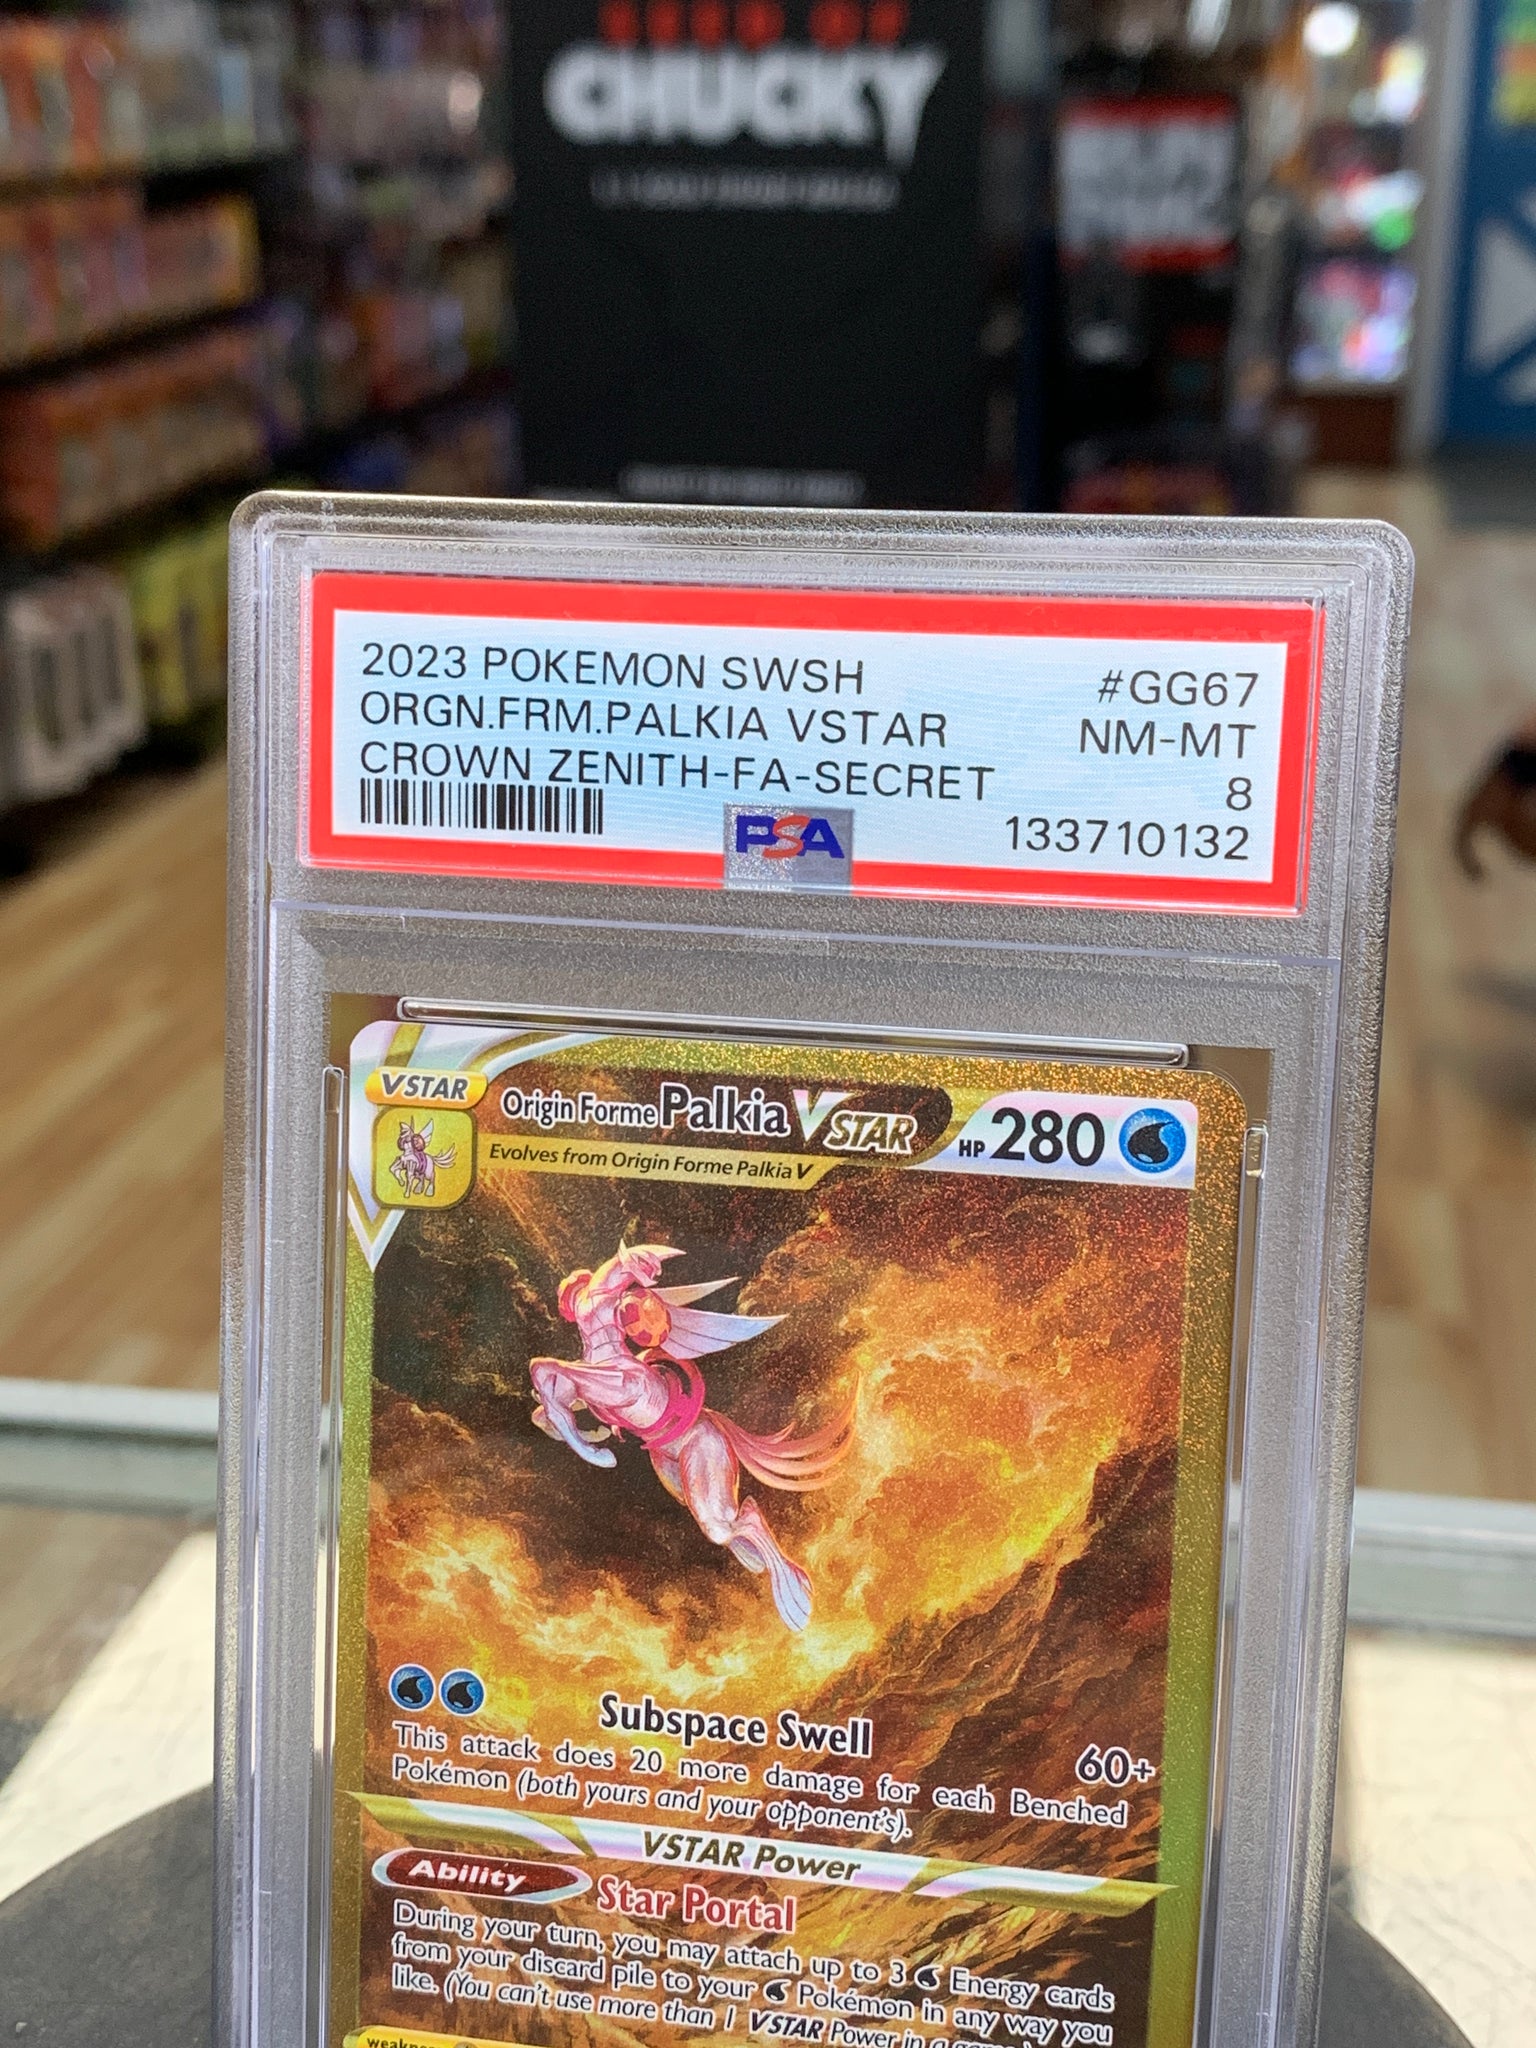 SEED OF
CHUCKY
2023 POKEMON SWSH
ORGN.FRM.PALKIA VSTAR
CROWN ZENITH-FA-SECRET
#GG67
NM-MT
8
133710132
PSA
VSTAR
Origin Forme Palkia VSTAR
HP 280
Evolves from Origin Forme Palkia V
Subspace Swell
60+
This attack does 20 more damage for each Benched
Pokémon (both yours and your opponent's).
VSTAR Power
Ability
Star Portal
During your turn, you may attach up to 3 Energy cards
from your discard pile to your Pokémon in any way you
like. (You can't use more than 1 VSTAR Power in a game.)
weakness